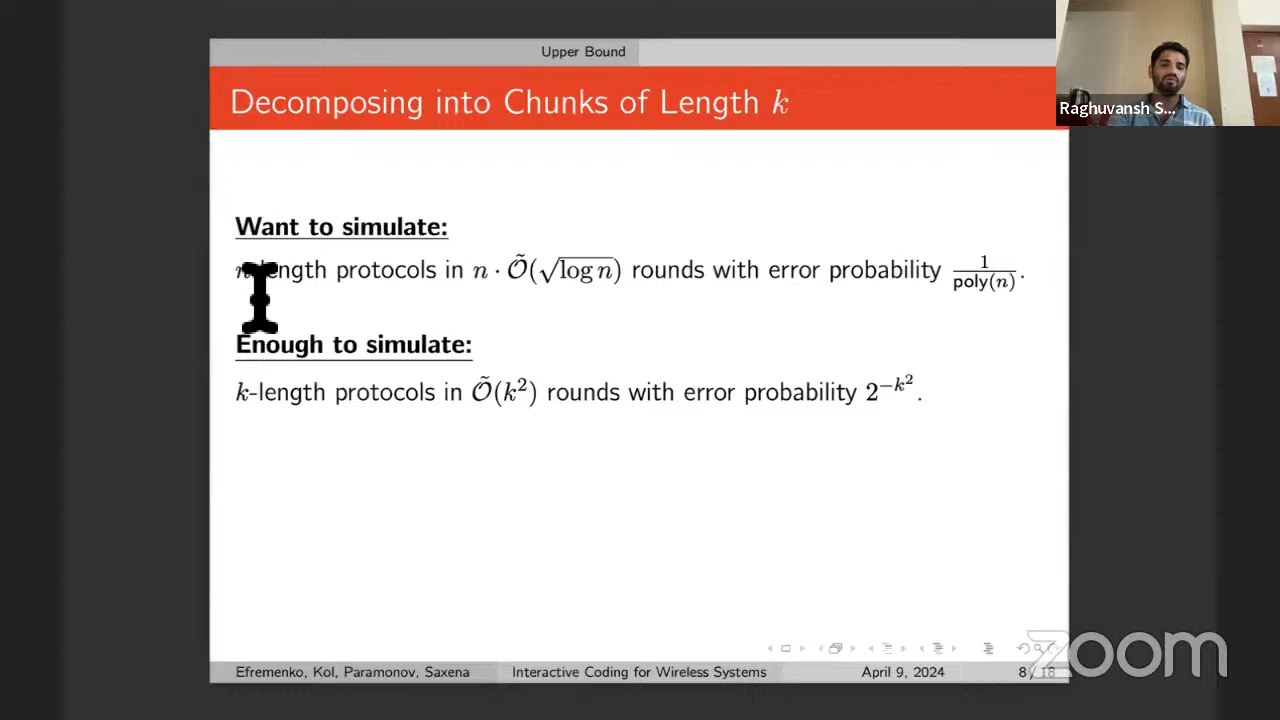 Upper Bound
Decomposing into Chunks of Length k
Raghuvansh S...
Want to simulate:
n-length protocols in n · Õ(√log n) rounds with error probability 1/poly(n).
Enough to simulate:
k-length protocols in Õ(k²) rounds with error probability 2^{-k²}.
Efremenko, Kol, Paramonov, Saxena
Interactive Coding for Wireless Systems
April 9, 2024
8 / 18
zoom